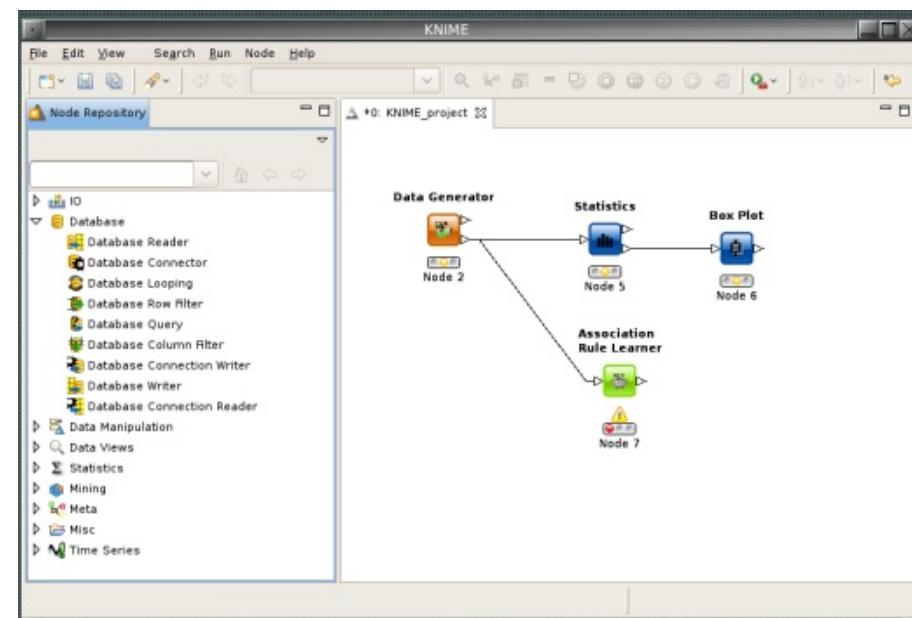 KNIME
File Edit View Search Run Node Help
Node Repository
*0: KNIME_project
IO
Database
Database Reader
Database Connector
Database Looping
Database Row Filter
Database Query
Database Column Filter
Database Connection Writer
Database Writer
Database Connection Reader
Data Manipulation
Data Views
Statistics
Mining
Meta
Misc
Time Series
Data Generator
Node 2
Statistics
Node 5
Box Plot
Node 6
Association
Rule Learner
Node 7